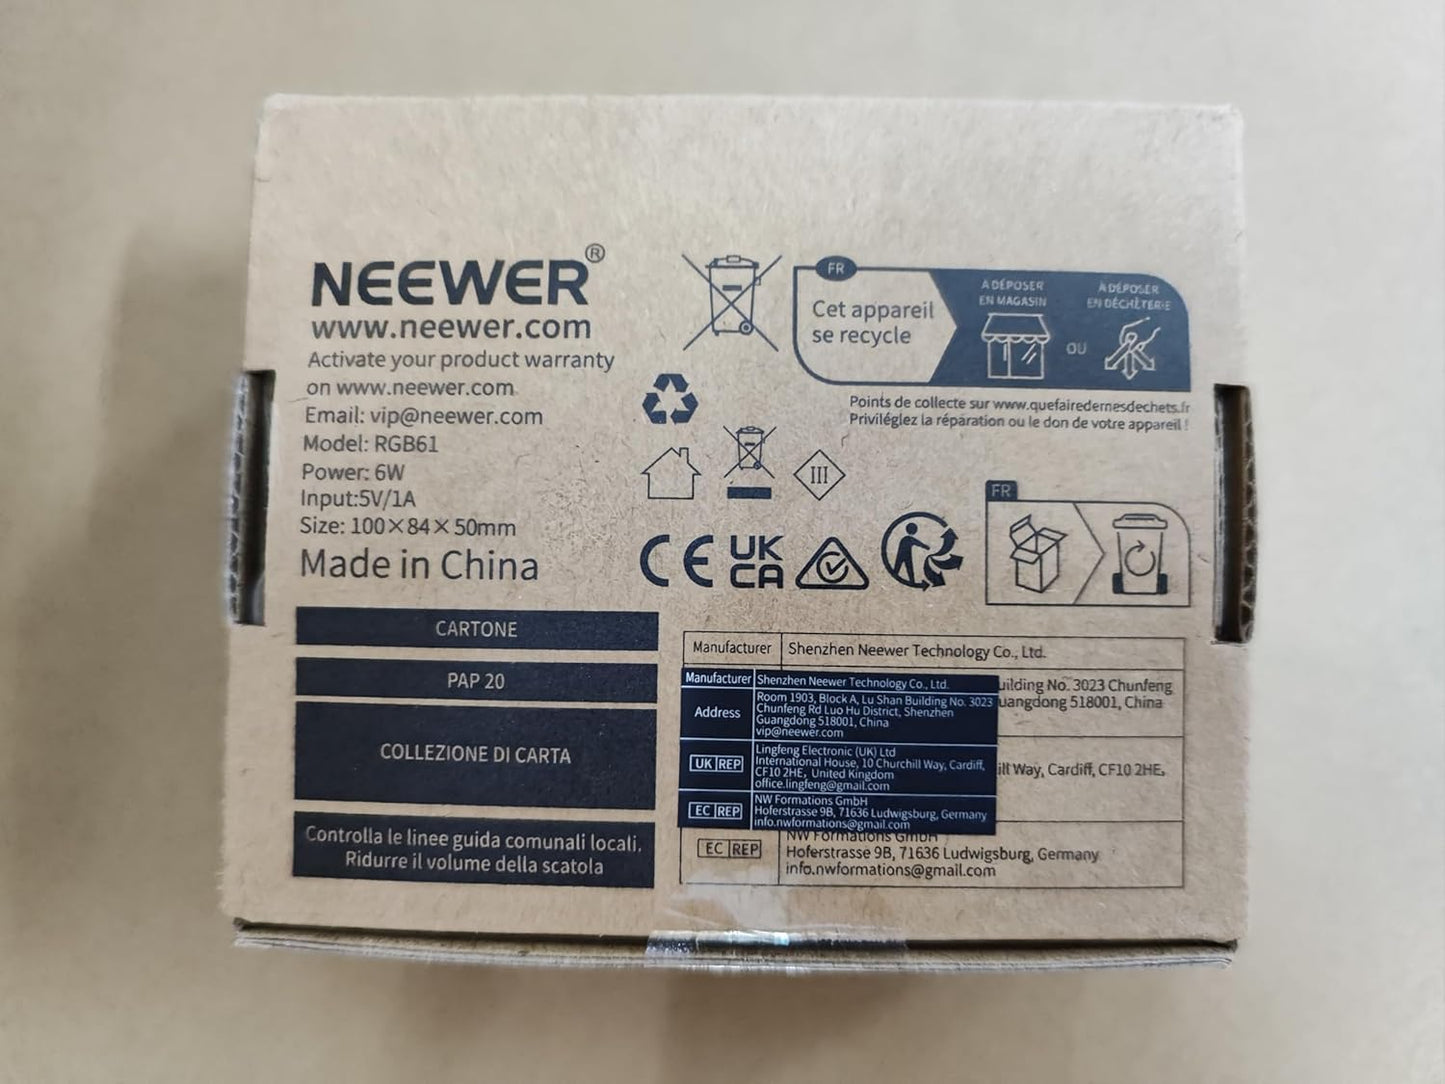 NEEWER®
www.neewer.com
Activate your product warranty
on www.neewer.com
Email: vip@neewer.com
Model: RGB61
Power: 6W
Input:5V/1A
Size: 100×84×50mm
Made in China
CARTONE
PAP 20
COLLEZIONE DI CARTA
Controlla le linee guida comunali locali.
Ridurre il volume della scatola
FR
Cet appareil
se recycle
À DÉPOSER
EN MAGASIN
OU
À DÉPOSER
EN DÉCHÈTERIE
Points de collecte sur www.quefairedemesdechets.fr
Privilégiez la réparation ou le don de votre appareil !
III
CE
UK
CA
FR
Manufacturer Shenzhen Neewer Technology Co., Ltd.
uilding No. 3023 Chunfeng
uangdong 518001, China
ill Way, Cardiff, CF10 2HE,
Manufacturer Shenzhen Neewer Technology Co., Ltd.
Address
Room 1903, Block A, Lu Shan Building No. 3023
Chunfeng Rd Luo Hu District, Shenzhen
Guangdong 518001, China
vip@neewer.com
UK REP
Lingfeng Electronic (UK) Ltd
International House, 10 Churchill Way, Cardiff,
CF10 2HE, United Kingdom
office.lingfeng@gmail.com
EC REP
NW Formations GmbH
Hoferstrasse 9B, 71636 Ludwigsburg, Germany
info.nwformations@gmail.com
EC REP
NW Formations GmbH
Hoferstrasse 9B, 71636 Ludwigsburg, Germany
info.nwformations@gmail.com